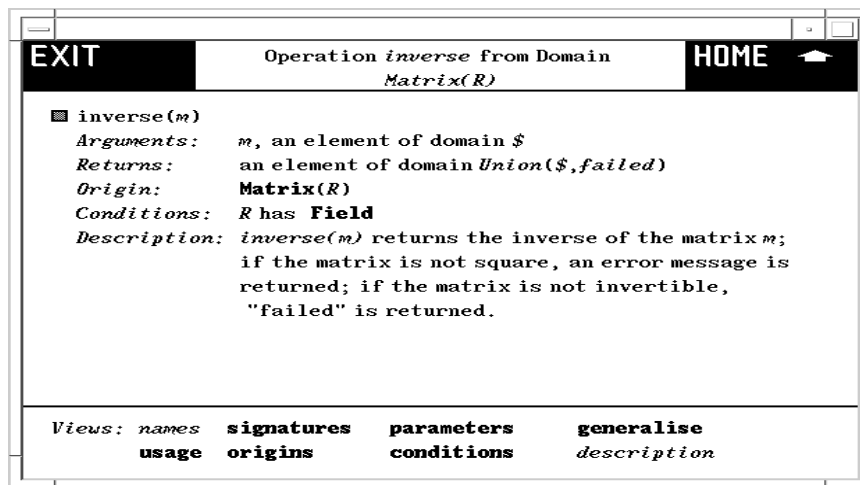 EXIT
Operation inverse from Domain
Matrix(R)
HOME
inverse(m)
Arguments: m, an element of domain $
Returns: an element of domain Union($,failed)
Origin: Matrix(R)
Conditions: R has Field
Description: inverse(m) returns the inverse of the matrix m;
if the matrix is not square, an error message is
returned; if the matrix is not invertible,
"failed" is returned.
Views: names signatures parameters generalise
usage origins conditions description